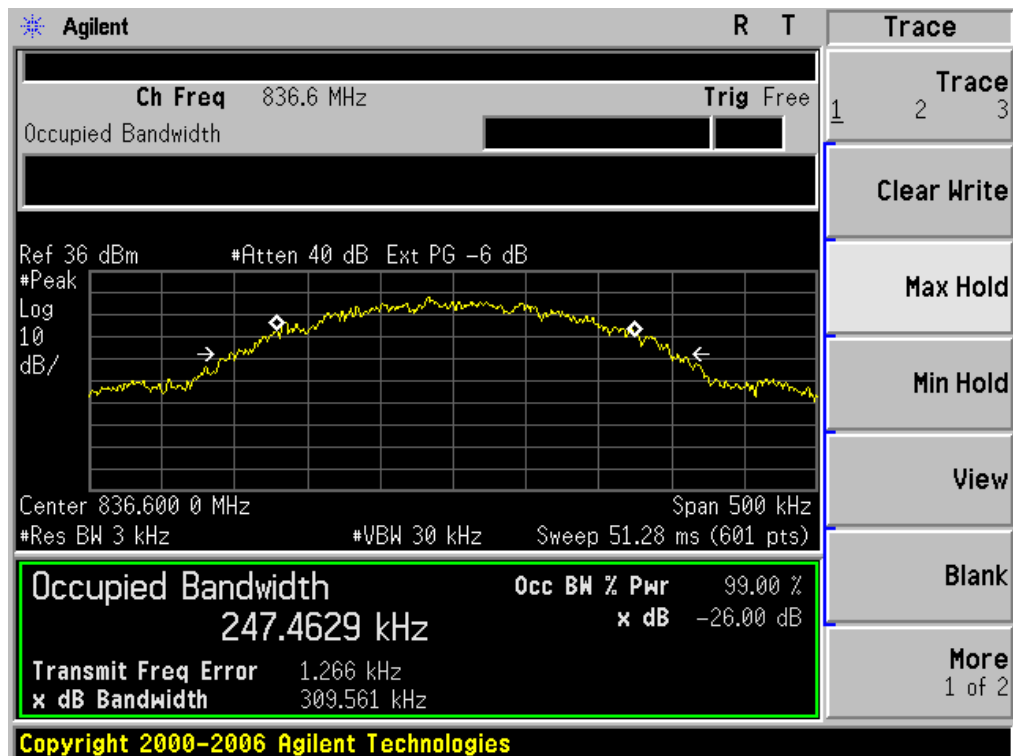 Agilent R T
Trace
Ch Freq 836.6 MHz Trig Free
Occupied Bandwidth
Trace
1 2 3
Clear Write
Max Hold
Min Hold
View
Blank
More
1 of 2
Ref 36 dBm #Atten 40 dB Ext PG -6 dB
#Peak
Log
10
dB/
Center 836.600 0 MHz Span 500 kHz
#Res BW 3 kHz #VBW 30 kHz Sweep 51.28 ms (601 pts)
Occupied Bandwidth
247.4629 kHz
Occ BW % Pwr 99.00 %
x dB -26.00 dB
Transmit Freq Error 1.266 kHz
x dB Bandwidth 309.561 kHz
Copyright 2000-2006 Agilent Technologies